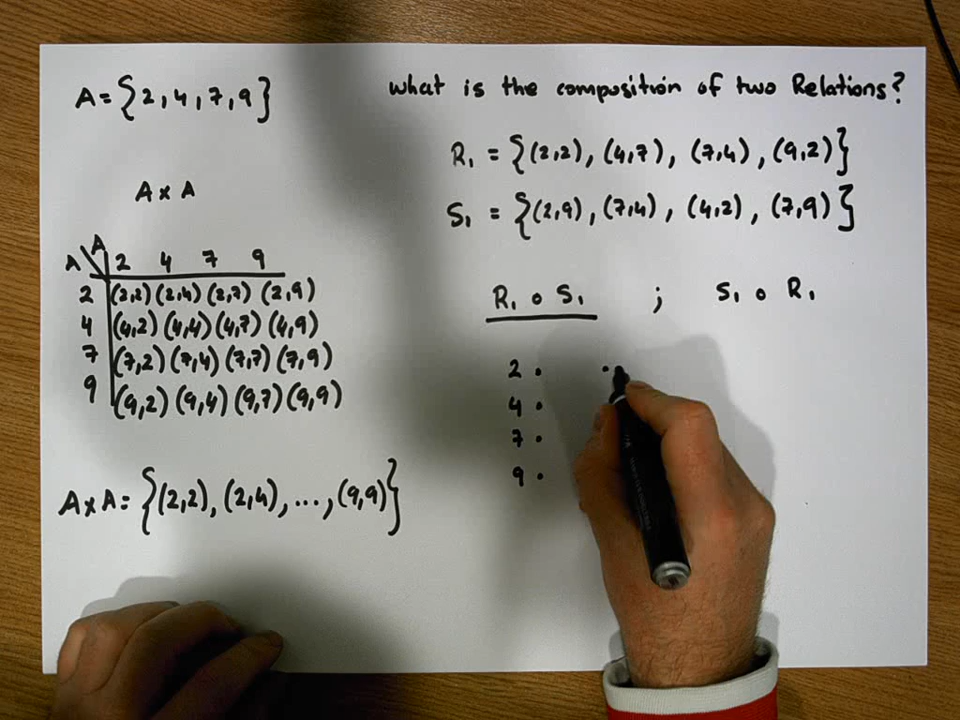 A = {2, 4, 7, 9}
A x A
A \ A 2 4 7 9
2 (2,2) (2,4) (2,7) (2,9)
4 (4,2) (4,4) (4,7) (4,9)
7 (7,2) (7,4) (7,7) (7,9)
9 (9,2) (9,4) (9,7) (9,9)
A x A = {(2,2), (2,4), ..., (9,9)}
what is the composition of two Relations?
R₁ = {(2,2), (4,7), (7,4), (9,2)}
S₁ = {(2,9), (7,4), (4,2), (7,9)}
R₁ ∘ S₁ ; S₁ ∘ R₁
2 •
4 •
7 •
9 •